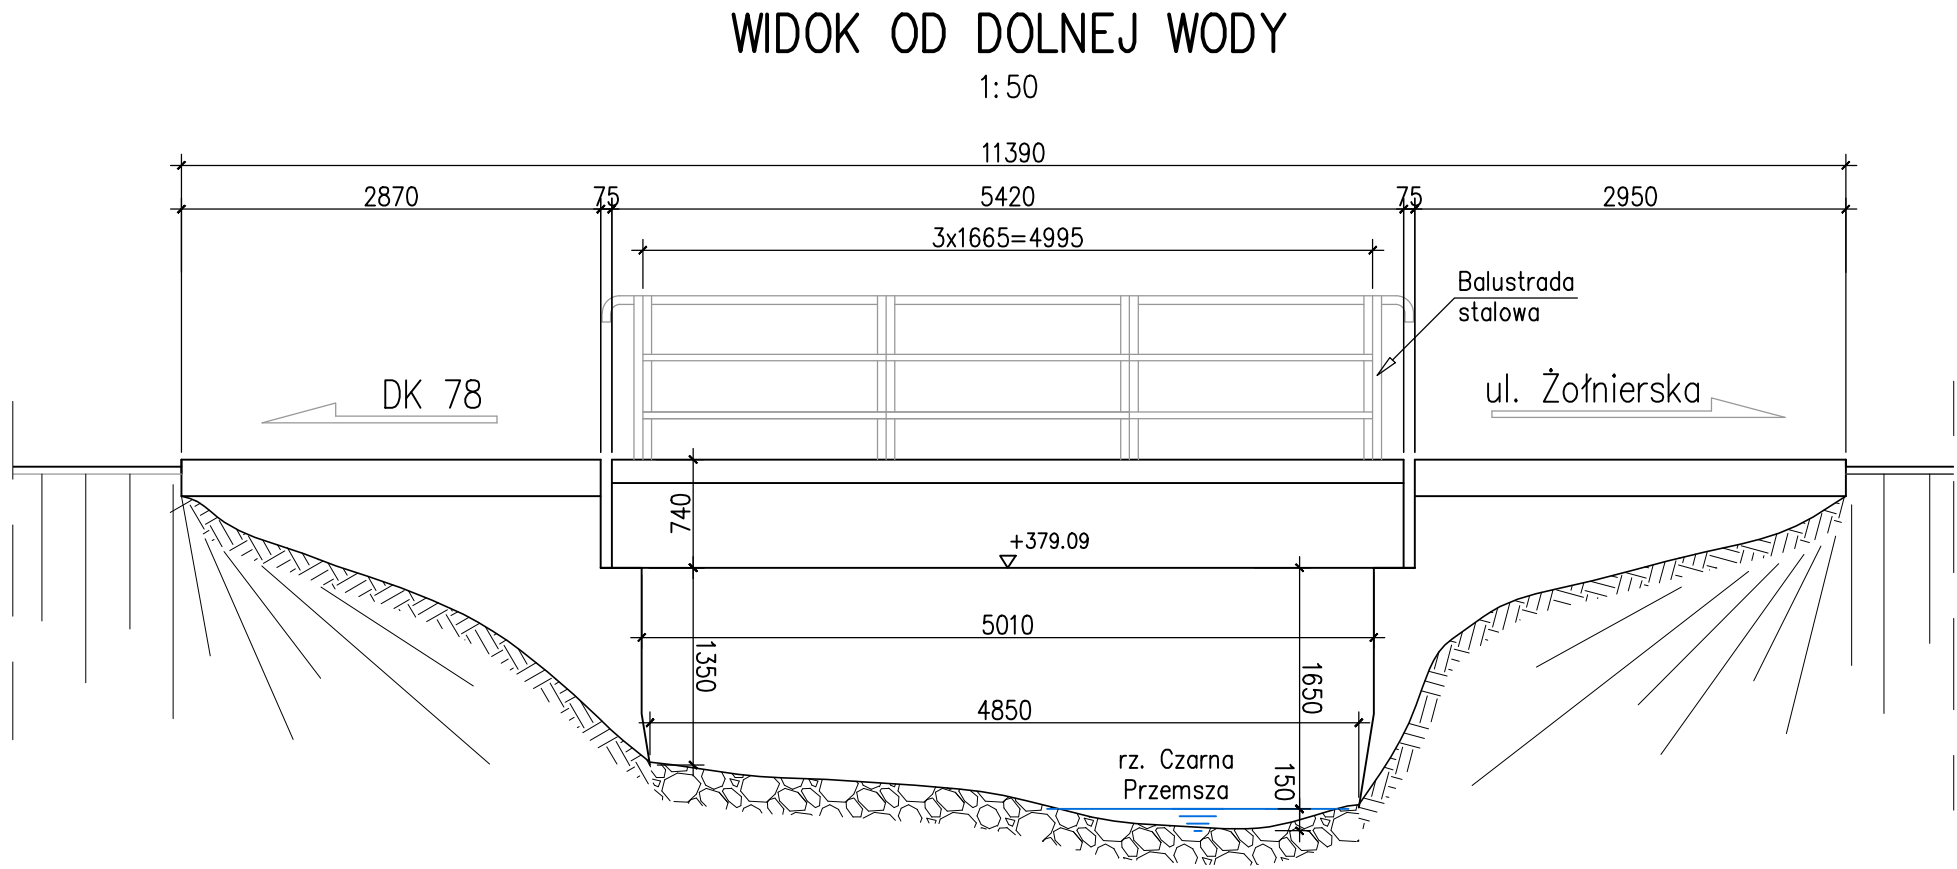 WIDOK OD DOLNEJ WODY
1:50
11390
2870 75 5420 75 2950
3x1665=4995
Balustrada
stalowa
DK 78
ul. Żołnierska
740
+379.09
5010
1350
1650
4850
rz. Czarna
Przemsza
150